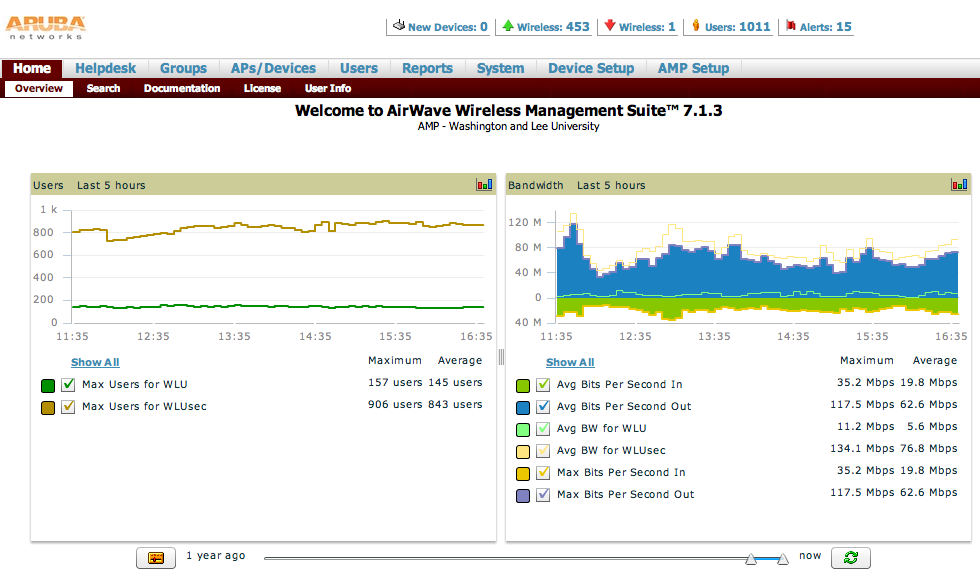 ARUBA
networks
New Devices: 0 Wireless: 453 Wireless: 1 Users: 1011 Alerts: 15
Home Helpdesk Groups APs/Devices Users Reports System Device Setup AMP Setup
Overview Search Documentation License User Info
Welcome to AirWave Wireless Management Suite™ 7.1.3
AMP - Washington and Lee University
Users Last 5 hours
1 k
800
600
400
200
0
11:35 12:35 13:35 14:35 15:35 16:35
Show All Maximum Average
Max Users for WLU 157 users 145 users
Max Users for WLUsec 906 users 843 users
Bandwidth Last 5 hours
120 M
80 M
40 M
0
40 M
11:35 12:35 13:35 14:35 15:35 16:35
Show All Maximum Average
Avg Bits Per Second In 35.2 Mbps 19.8 Mbps
Avg Bits Per Second Out 117.5 Mbps 62.6 Mbps
Avg BW for WLU 11.2 Mbps 5.6 Mbps
Avg BW for WLUsec 134.1 Mbps 76.8 Mbps
Max Bits Per Second In 35.2 Mbps 19.8 Mbps
Max Bits Per Second Out 117.5 Mbps 62.6 Mbps
1 year ago now